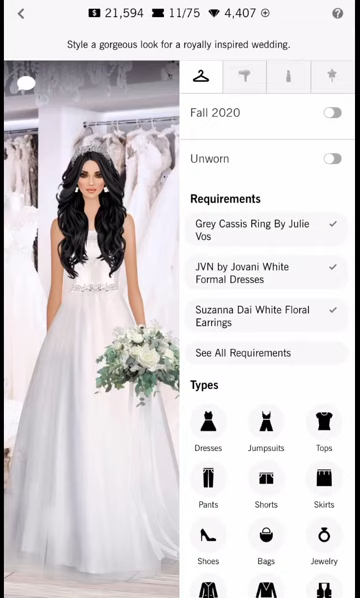 21,594 11/75 4,407
Style a gorgeous look for a royally inspired wedding.
Fall 2020
Unworn
Requirements
Grey Cassis Ring By Julie
Vos
JVN by Jovani White
Formal Dresses
Suzanna Dai White Floral
Earrings
See All Requirements
Types
Dresses Jumpsuits Tops
Pants Shorts Skirts
Shoes Bags Jewelry